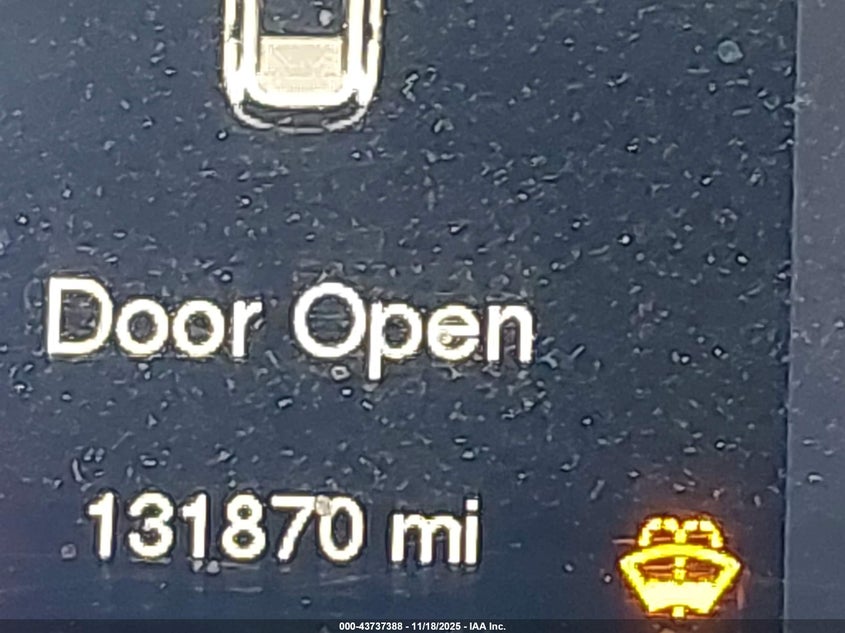 Door Open
131870 mi
000-43737388 - 11/18/2025 - IAA Inc.